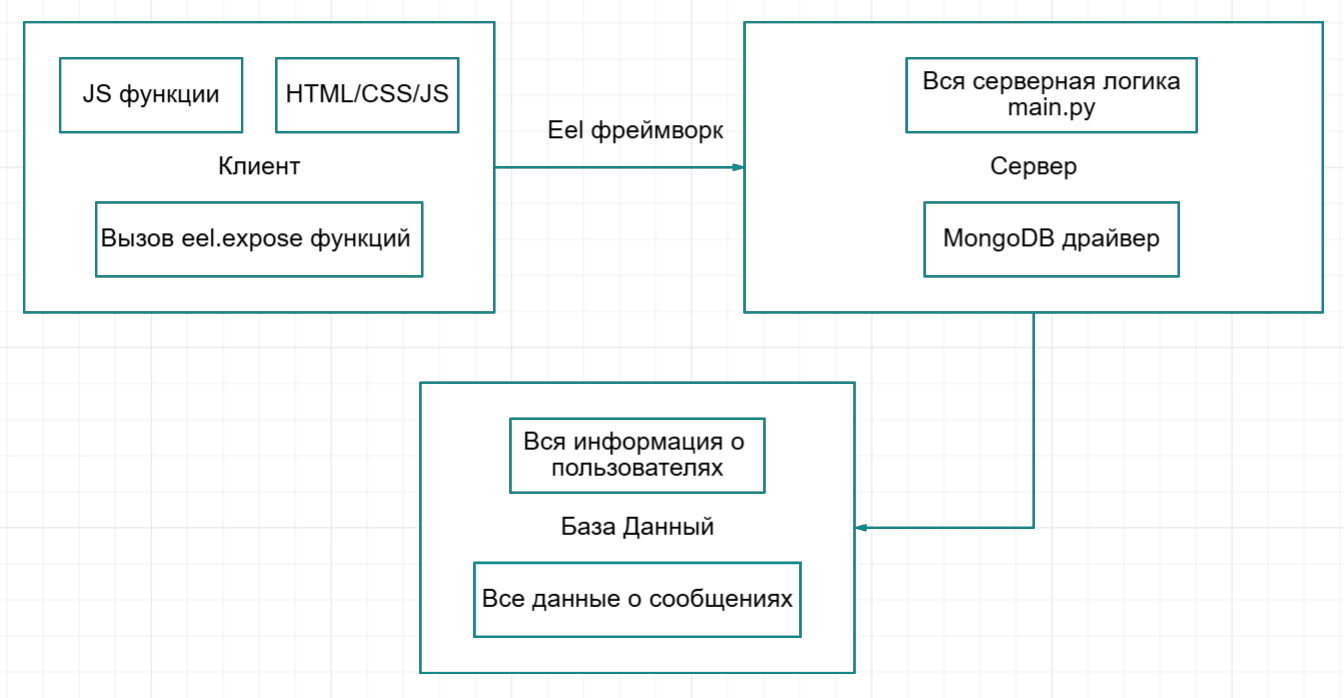 JS функции
HTML/CSS/JS
Клиент
Вызов eel.expose функций
Eel фреймворк
Вся серверная логика
main.py
Сервер
MongoDB драйвер
Вся информация о
пользователях
База Данный
Все данные о сообщениях